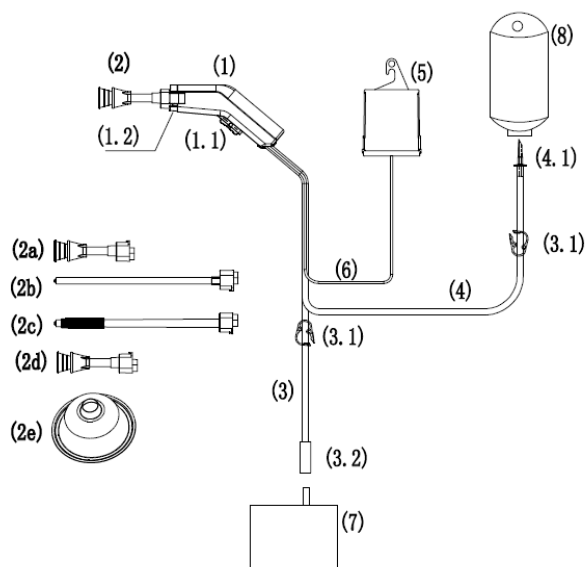 (8)
(2)
(1)
(5)
(1.2)
(1.1)
(4.1)
(2a)
(3.1)
(2b)
(6)
(4)
(2c)
(3.1)
(2d)
(3)
(2e)
(3.2)
(7)